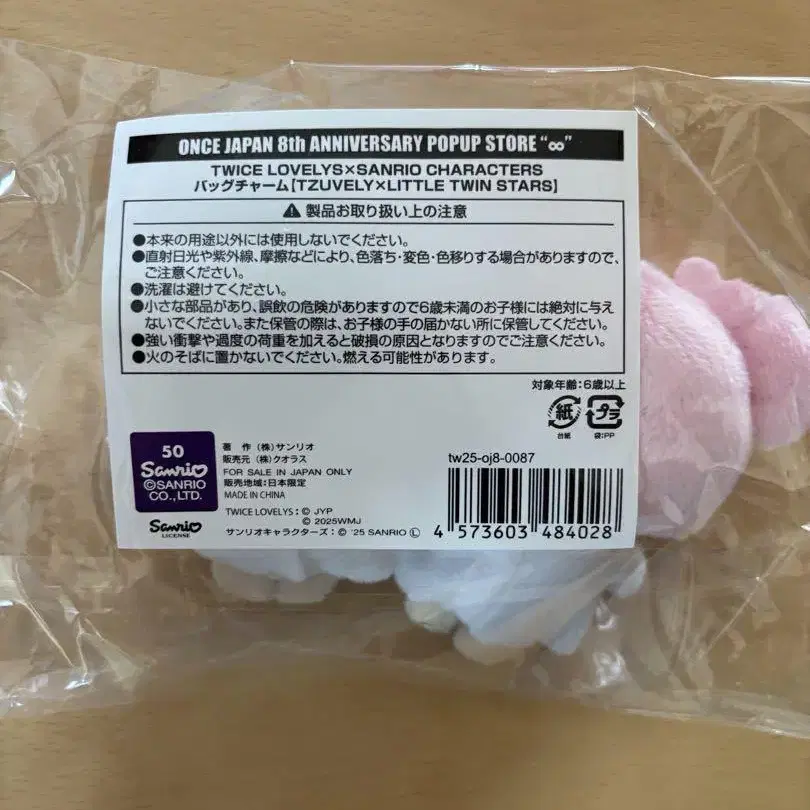 ONCE JAPAN 8th ANNIVERSARY POPUP STORE "∞"
TWICE LOVELYS×SANRIO CHARACTERS
バッグチャーム【TZUVELY×LITTLE TWIN STARS】
⚠ 製品お取り扱い上の注意
●本来の用途以外には使用しないでください。
●直射日光や紫外線、摩擦などにより、色落ち・変色・色移りする場合がありますので、
ご注意ください。
●洗濯は避けてください。
●小さな部品があり、誤飲の危険がありますので6歳未満のお子様には絶対に与え
ないでください。また保管の際は、お子様の手の届かない所に保管してください。
●強い衝撃や過度の荷重を加えると破損の原因となりますのでご注意ください。
●火のそばに置かないでください。燃える可能性があります。
対象年齢:6歳以上
紙 プラ
台紙 袋:PP
50
Sanrio
©SANRIO
CO.,LTD.
Sanrio
LICENSE
著 作 (株)サンリオ
販売元 (株)クオラス
FOR SALE IN JAPAN ONLY
販売地域:日本限定
MADE IN CHINA
TWICE LOVELYS:© JYP
© 2025WMJ
サンリオキャラクターズ:© '25 SANRIO Ⓛ
tw25-oj8-0087
4 573603 484028